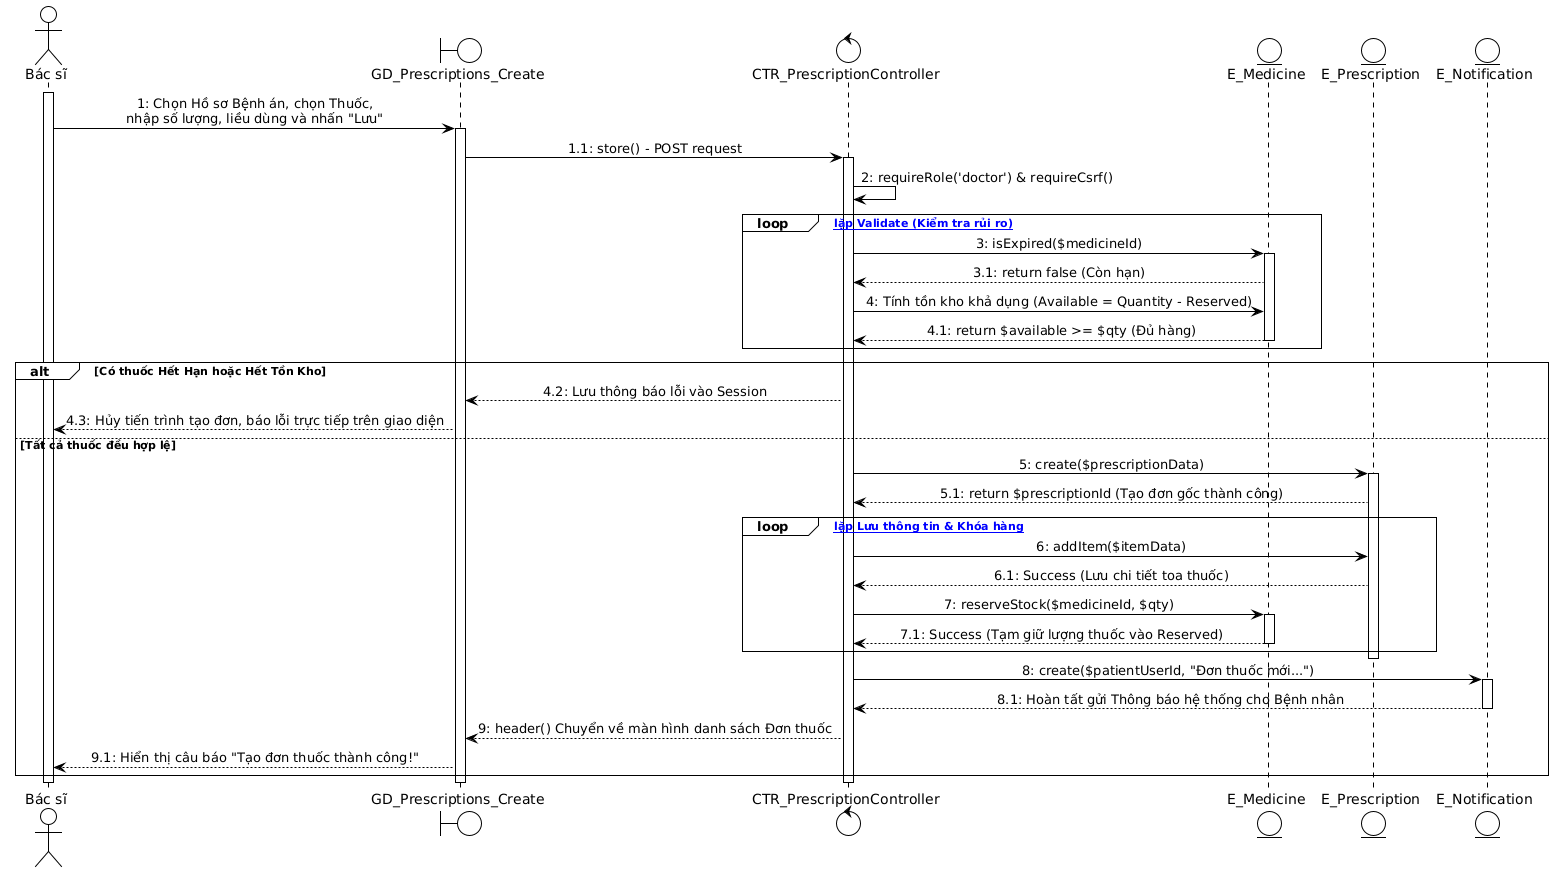 Bác sĩ
GD_Prescriptions_Create
CTR_PrescriptionController
E_Medicine
E_Prescription
E_Notification
1: Chọn Hồ sơ Bệnh án, chọn Thuốc,
nhập số lượng, liều dùng và nhấn "Lưu"
1.1: store() - POST request
2: requireRole('doctor') & requireCsrf()
loop
lặp Validate (Kiểm tra rủi ro)
3: isExpired($medicineId)
3.1: return false (Còn hạn)
4: Tính tồn kho khả dụng (Available = Quantity - Reserved)
4.1: return $available >= $qty (Đủ hàng)
alt
[Có thuốc Hết Hạn hoặc Hết Tồn Kho]
4.2: Lưu thông báo lỗi vào Session
4.3: Hủy tiến trình tạo đơn, báo lỗi trực tiếp trên giao diện
[Tất cả thuốc đều hợp lệ]
5: create($prescriptionData)
5.1: return $prescriptionId (Tạo đơn gốc thành công)
loop
lặp Lưu thông tin & Khóa hàng
6: addItem($itemData)
6.1: Success (Lưu chi tiết toa thuốc)
7: reserveStock($medicineId, $qty)
7.1: Success (Tạm giữ lượng thuốc vào Reserved)
8: create($patientUserId, "Đơn thuốc mới...")
8.1: Hoàn tất gửi Thông báo hệ thống cho Bệnh nhân
9: header() Chuyển về màn hình danh sách Đơn thuốc
9.1: Hiển thị câu báo "Tạo đơn thuốc thành công!"
Bác sĩ
GD_Prescriptions_Create
CTR_PrescriptionController
E_Medicine
E_Prescription
E_Notification